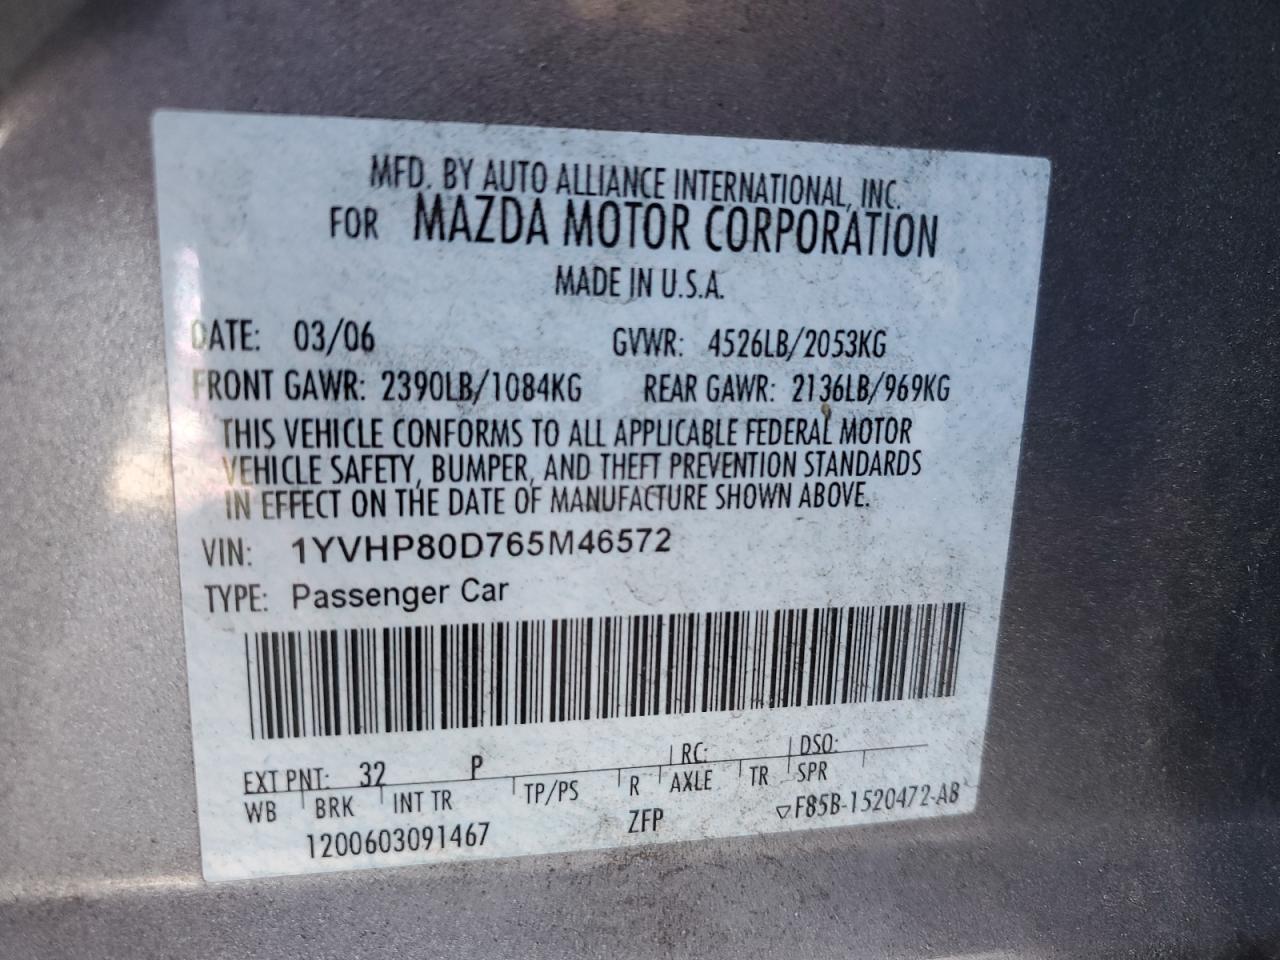 MFD. BY AUTO ALLIANCE INTERNATIONAL, INC.
FOR MAZDA MOTOR CORPORATION
MADE IN U.S.A.
DATE: 03/06 GVWR: 4526LB/2053KG
FRONT GAWR: 2390LB/1084KG REAR GAWR: 2136LB/969KG
THIS VEHICLE CONFORMS TO ALL APPLICABLE FEDERAL MOTOR
VEHICLE SAFETY, BUMPER, AND THEFT PREVENTION STANDARDS
IN EFFECT ON THE DATE OF MANUFACTURE SHOWN ABOVE.
VIN: 1YVHP80D765M46572
TYPE: Passenger Car
EXT PNT: 32 P RC: DSO:
WB BRK INT TR TP/PS R AXLE TR SPR
1200603091467 ZFP ▽F85B-1520472-AB